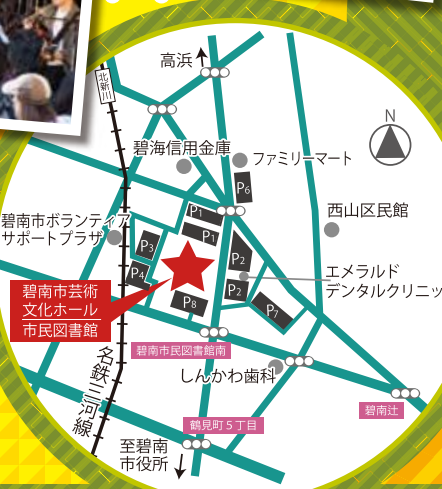 高浜
北新川
N
碧海信用金庫
ファミリーマート
P6
P1
P1
西山区民館
碧南市ボランティア
サポートプラザ
P3
P2
P4
エメラルド
デンタルクリニッ
P2
碧南市芸術
文化ホール
市民図書館
P8
P7
碧南市民図書館南
しんかわ歯科
名鉄三河線
碧南辻
鶴見町5丁目
至碧南
市役所